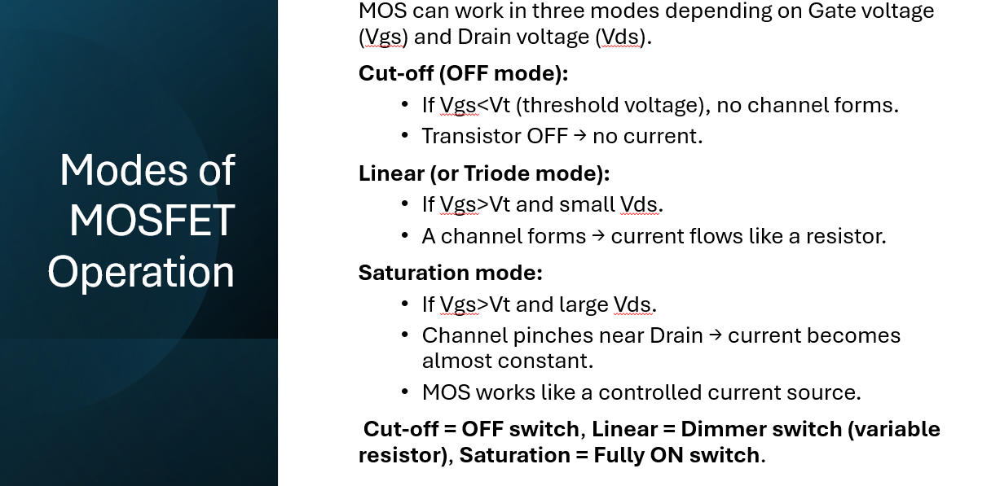 Modes of
MOSFET
Operation
MOS can work in three modes depending on Gate voltage
(Vgs) and Drain voltage (Vds).
Cut-off (OFF mode):
• If Vgs<Vt (threshold voltage), no channel forms.
• Transistor OFF → no current.
Linear (or Triode mode):
• If Vgs>Vt and small Vds.
• A channel forms → current flows like a resistor.
Saturation mode:
• If Vgs>Vt and large Vds.
• Channel pinches near Drain → current becomes
almost constant.
• MOS works like a controlled current source.
Cut-off = OFF switch, Linear = Dimmer switch (variable
resistor), Saturation = Fully ON switch.